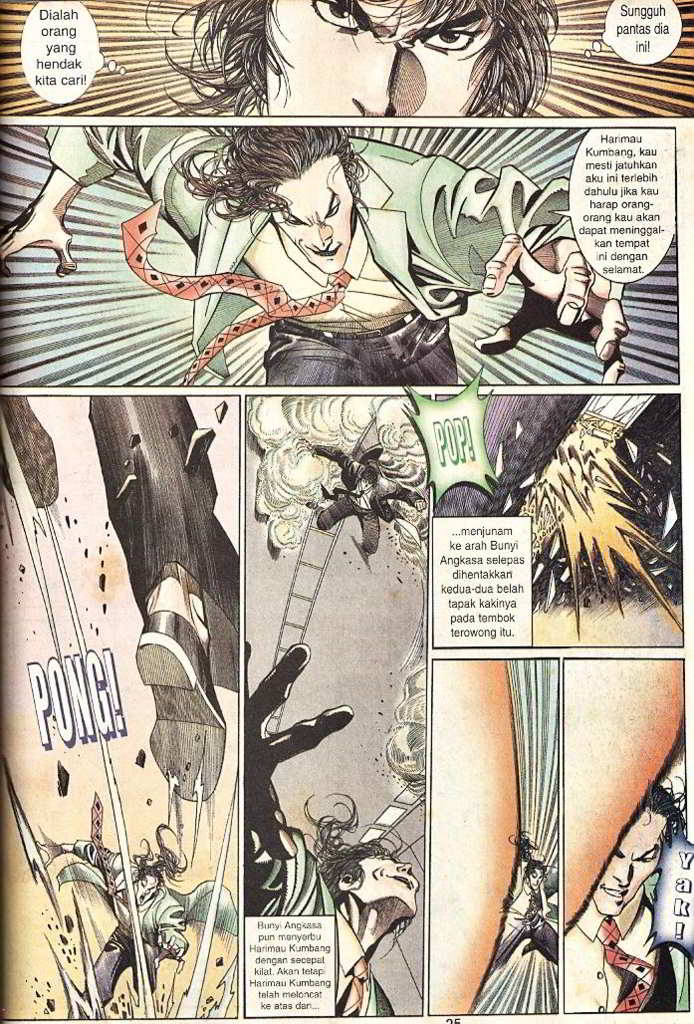 Dialah
orang
yang
hendak
kita cari!
Sungguh
pantas dia
ini!
Harimau
Kumbang, kau
mesti jatuhkan
aku ini terlebih
dahulu jika kau
harap orang-
orang kau akan
dapat meninggal-
kan tempat
ini dengan
selamat.
PONG!
Bunyi Angkasa
pun menyerbu
Harimau Kumbang
dengan secepat
kilat. Akan tetapi
Harimau Kumbang
telah meloncat
ke atas dan...
POP!
...menjunam
ke arah Bunyi
Angkasa selepas
dihentakkan
kedua-dua belah
tapak kakinya
pada tembok
terowong itu.
Yak!
25